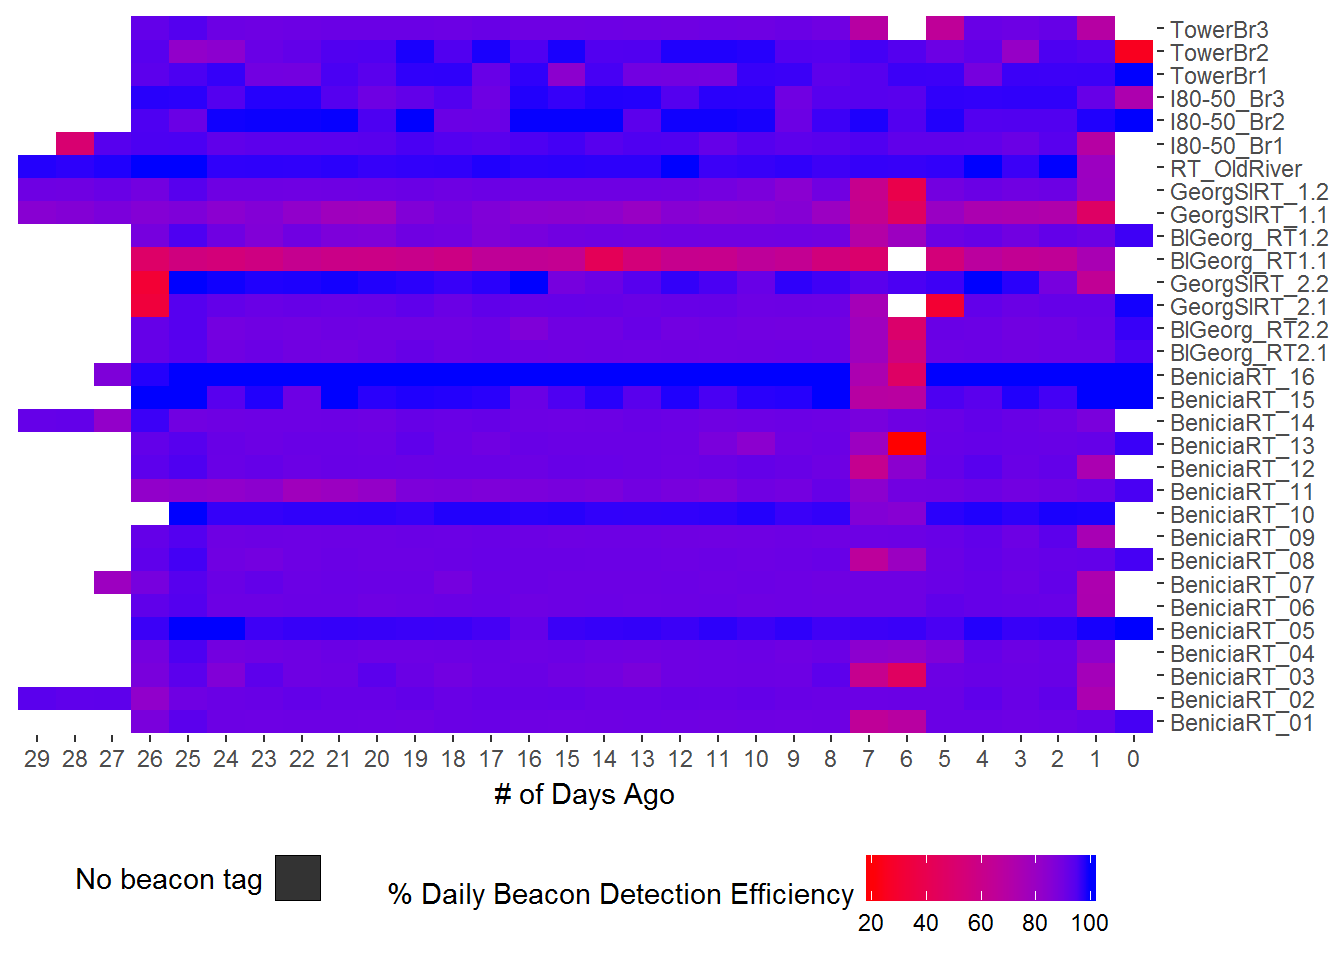 TowerBr3
TowerBr2
TowerBr1
I80-50_Br3
I80-50_Br2
I80-50_Br1
RT_OldRiver
GeorgSlRT_1.2
GeorgSlRT_1.1
BlGeorg_RT1.2
BlGeorg_RT1.1
GeorgSlRT_2.2
GeorgSlRT_2.1
BlGeorg_RT2.2
BlGeorg_RT2.1
BeniciaRT_16
BeniciaRT_15
BeniciaRT_14
BeniciaRT_13
BeniciaRT_12
BeniciaRT_11
BeniciaRT_10
BeniciaRT_09
BeniciaRT_08
BeniciaRT_07
BeniciaRT_06
BeniciaRT_05
BeniciaRT_04
BeniciaRT_03
BeniciaRT_02
BeniciaRT_01
29 28 27 26 25 24 23 22 21 20 19 18 17 16 15 14 13 12 11 10 9 8 7 6 5 4 3 2 1 0
# of Days Ago
No beacon tag
% Daily Beacon Detection Efficiency
20 40 60 80 100